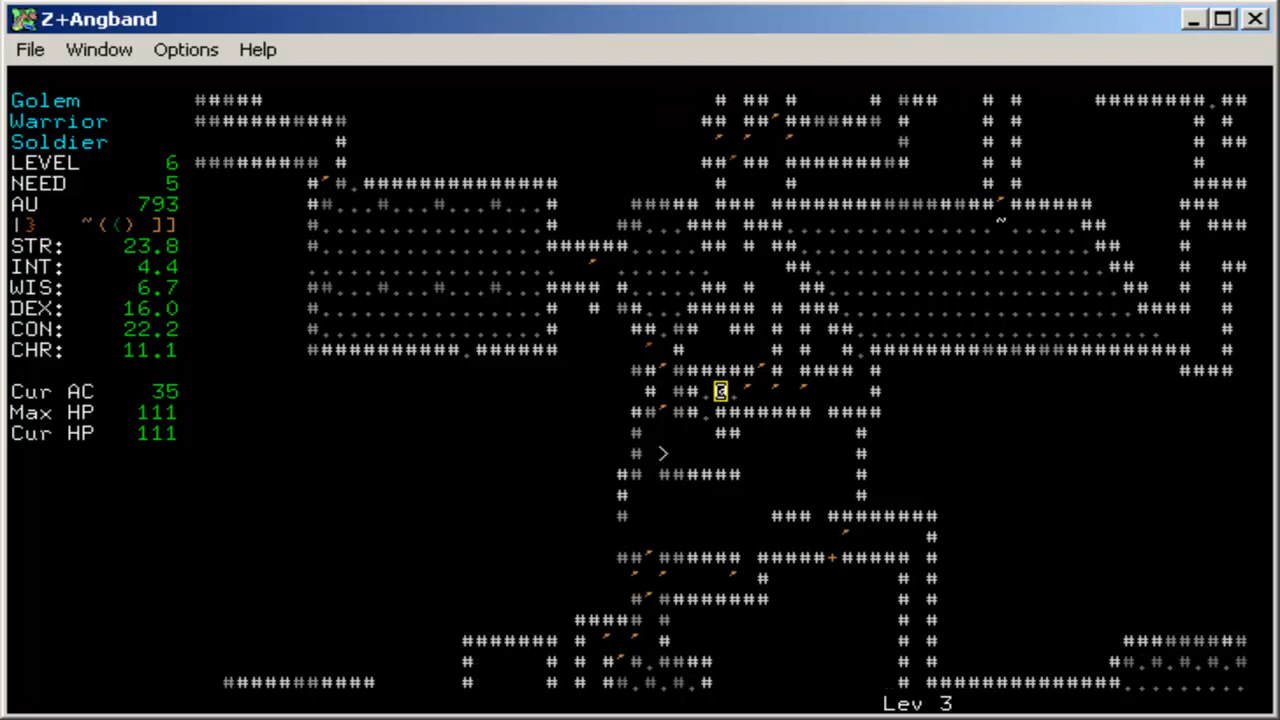 Z+Angband
File Window Options Help
Golem
Warrior
Soldier
LEVEL 6
NEED 5
AU 793
STR: 23.8
INT: 4.4
WIS: 6.7
DEX: 16.0
CON: 22.2
CHR: 11.1
Cur AC 35
Max HP 111
Cur HP 111
Lev 3